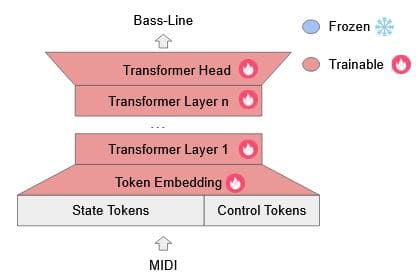 Bass-Line
Frozen
Trainable
Transformer Head
Transformer Layer n
...
Transformer Layer 1
Token Embedding
State Tokens
Control Tokens
MIDI